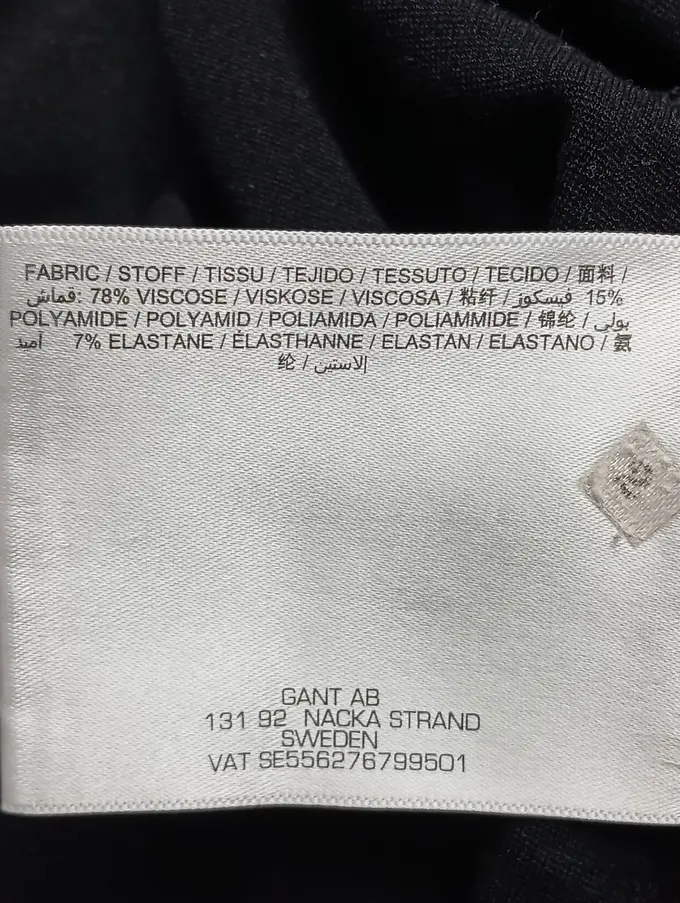 FABRIC / STOFF / TISSU / TEJIDO / TESSUTO / TECIDO / 面料 /
قماش: 78% VISCOSE / VISKOSE / VISCOSA / 粘纤 / فيسكوز 15%
POLYAMIDE / POLYAMID / POLIAMIDA / POLIAMMIDE / 锦纶 / بولي
أميد 7% ELASTANE / ÉLASTHANNE / ELASTAN / ELASTANO / 氨
纶 / الاستين
GANT AB
131 92 NACKA STRAND
SWEDEN
VAT SE556276799501